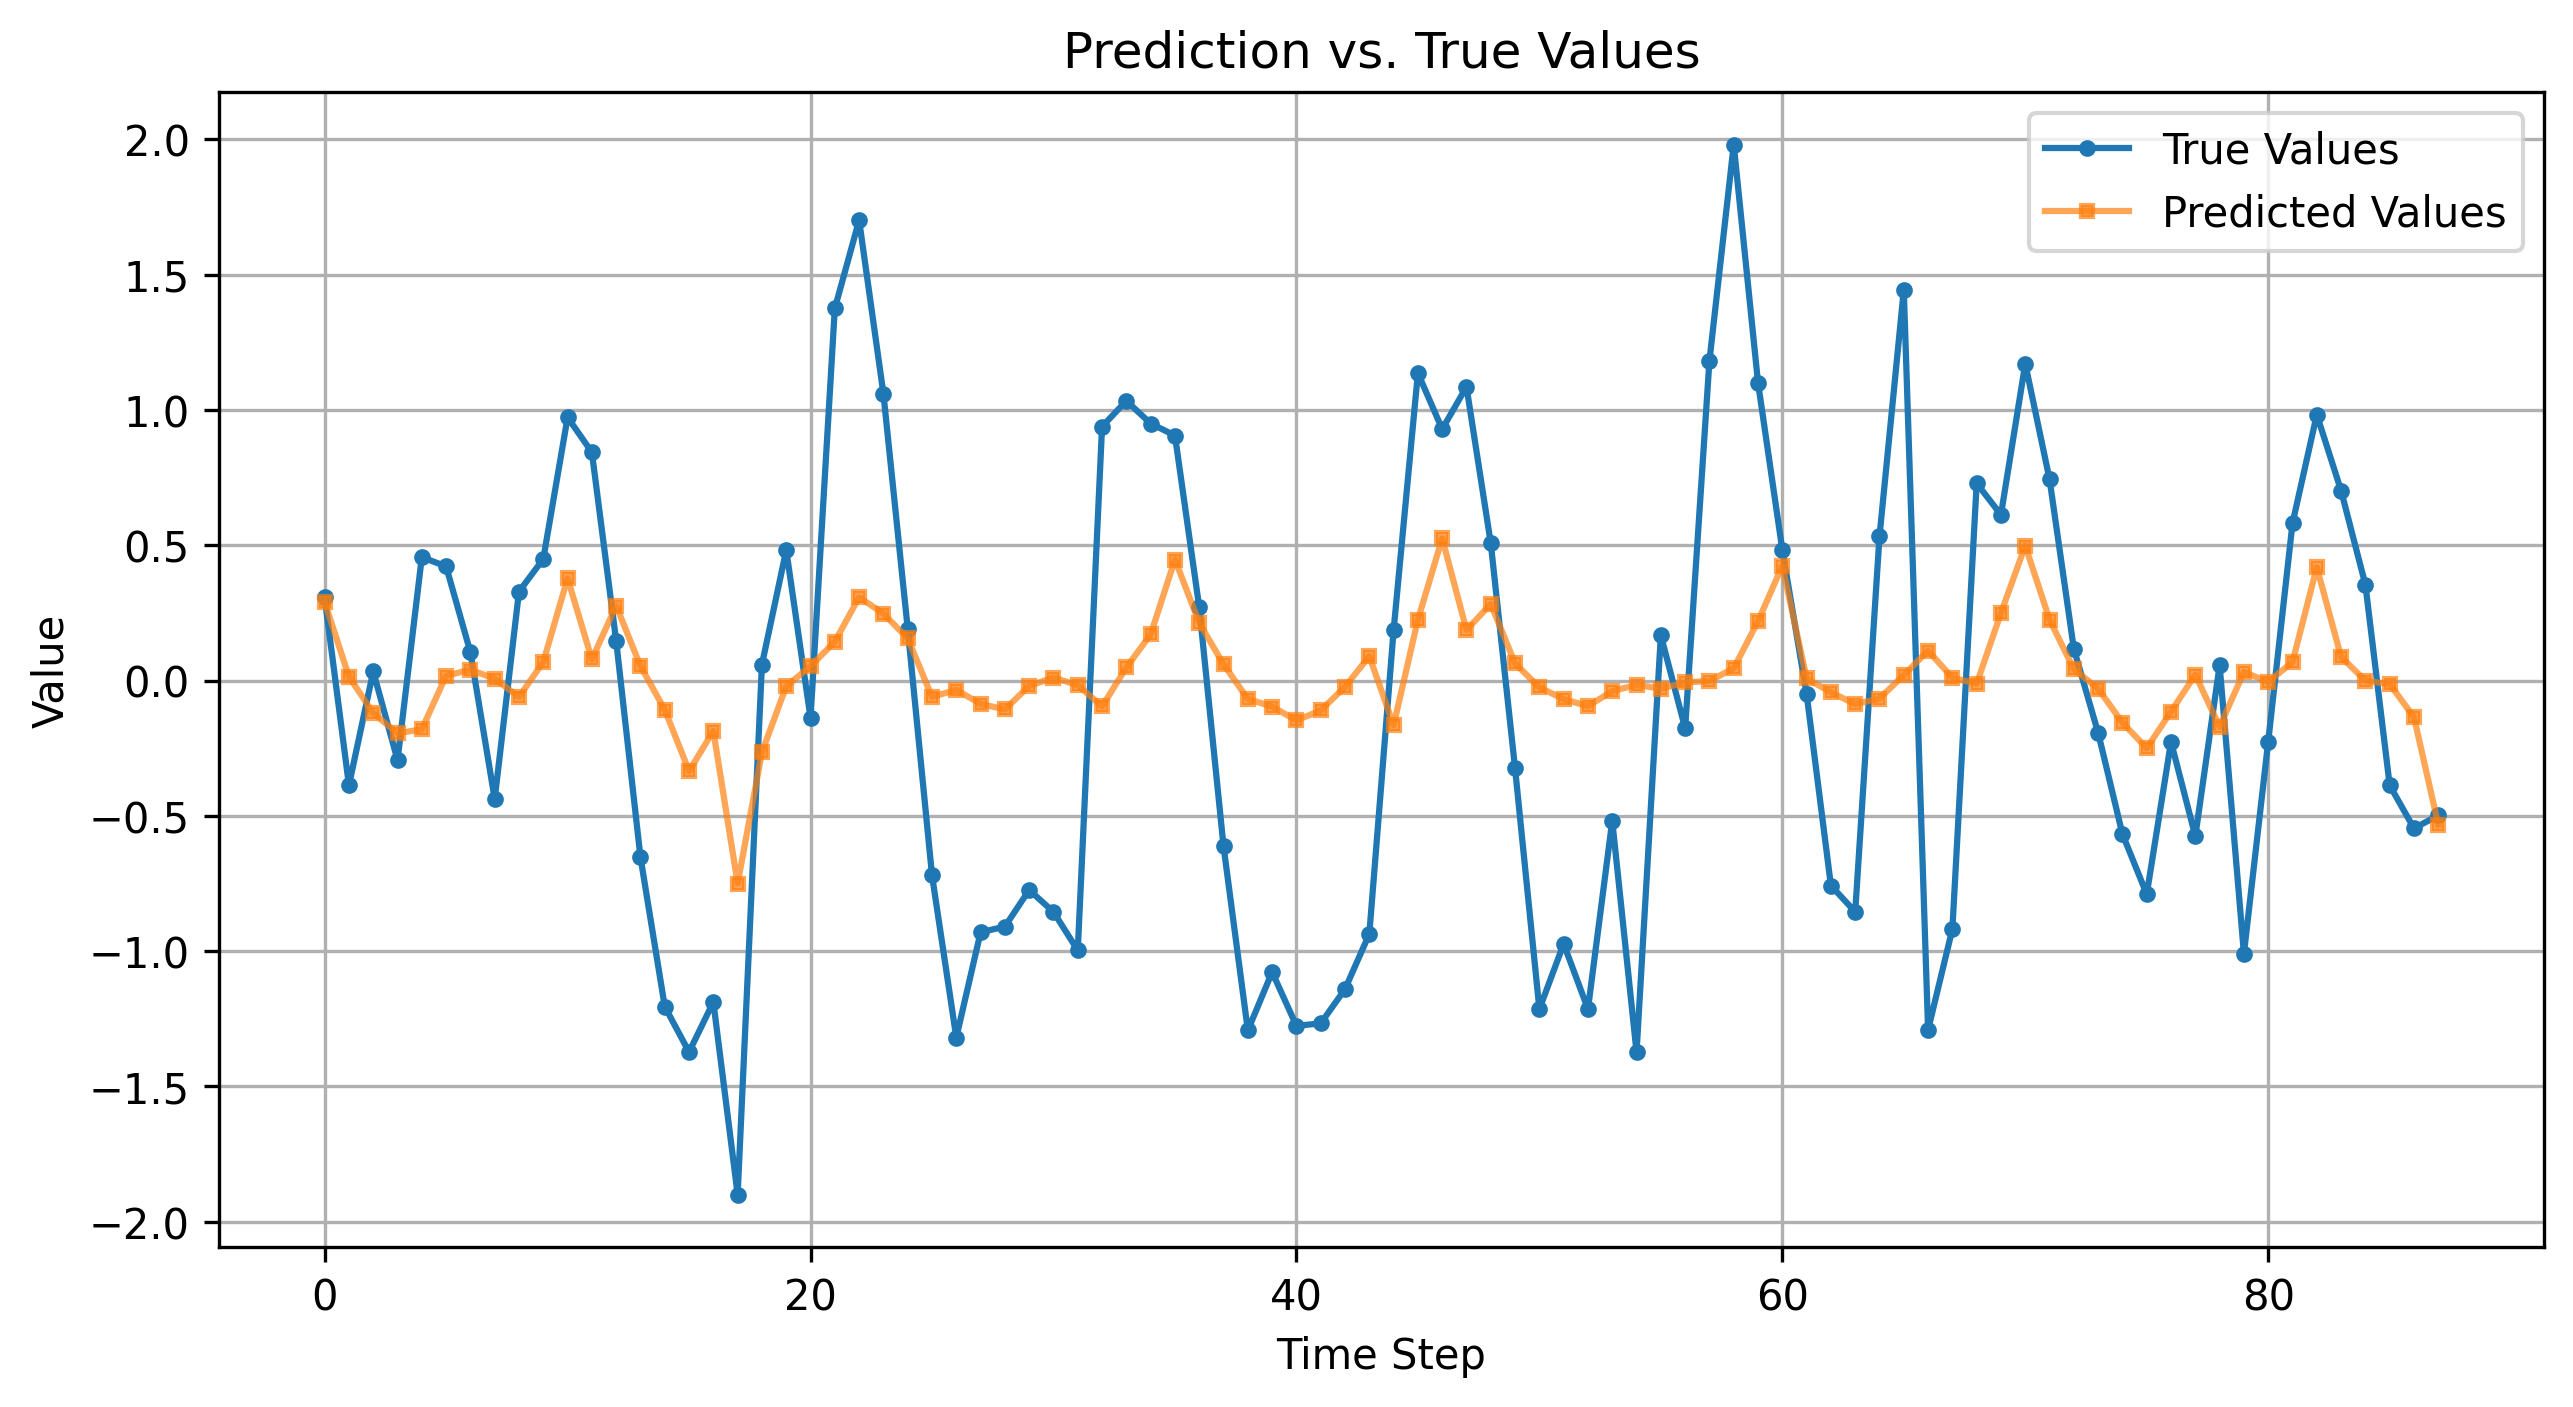 Prediction vs. True Values
True Values
Predicted Values
Value
2.0
1.5
1.0
0.5
0.0
−0.5
−1.0
−1.5
−2.0
0 20 40 60 80
Time Step